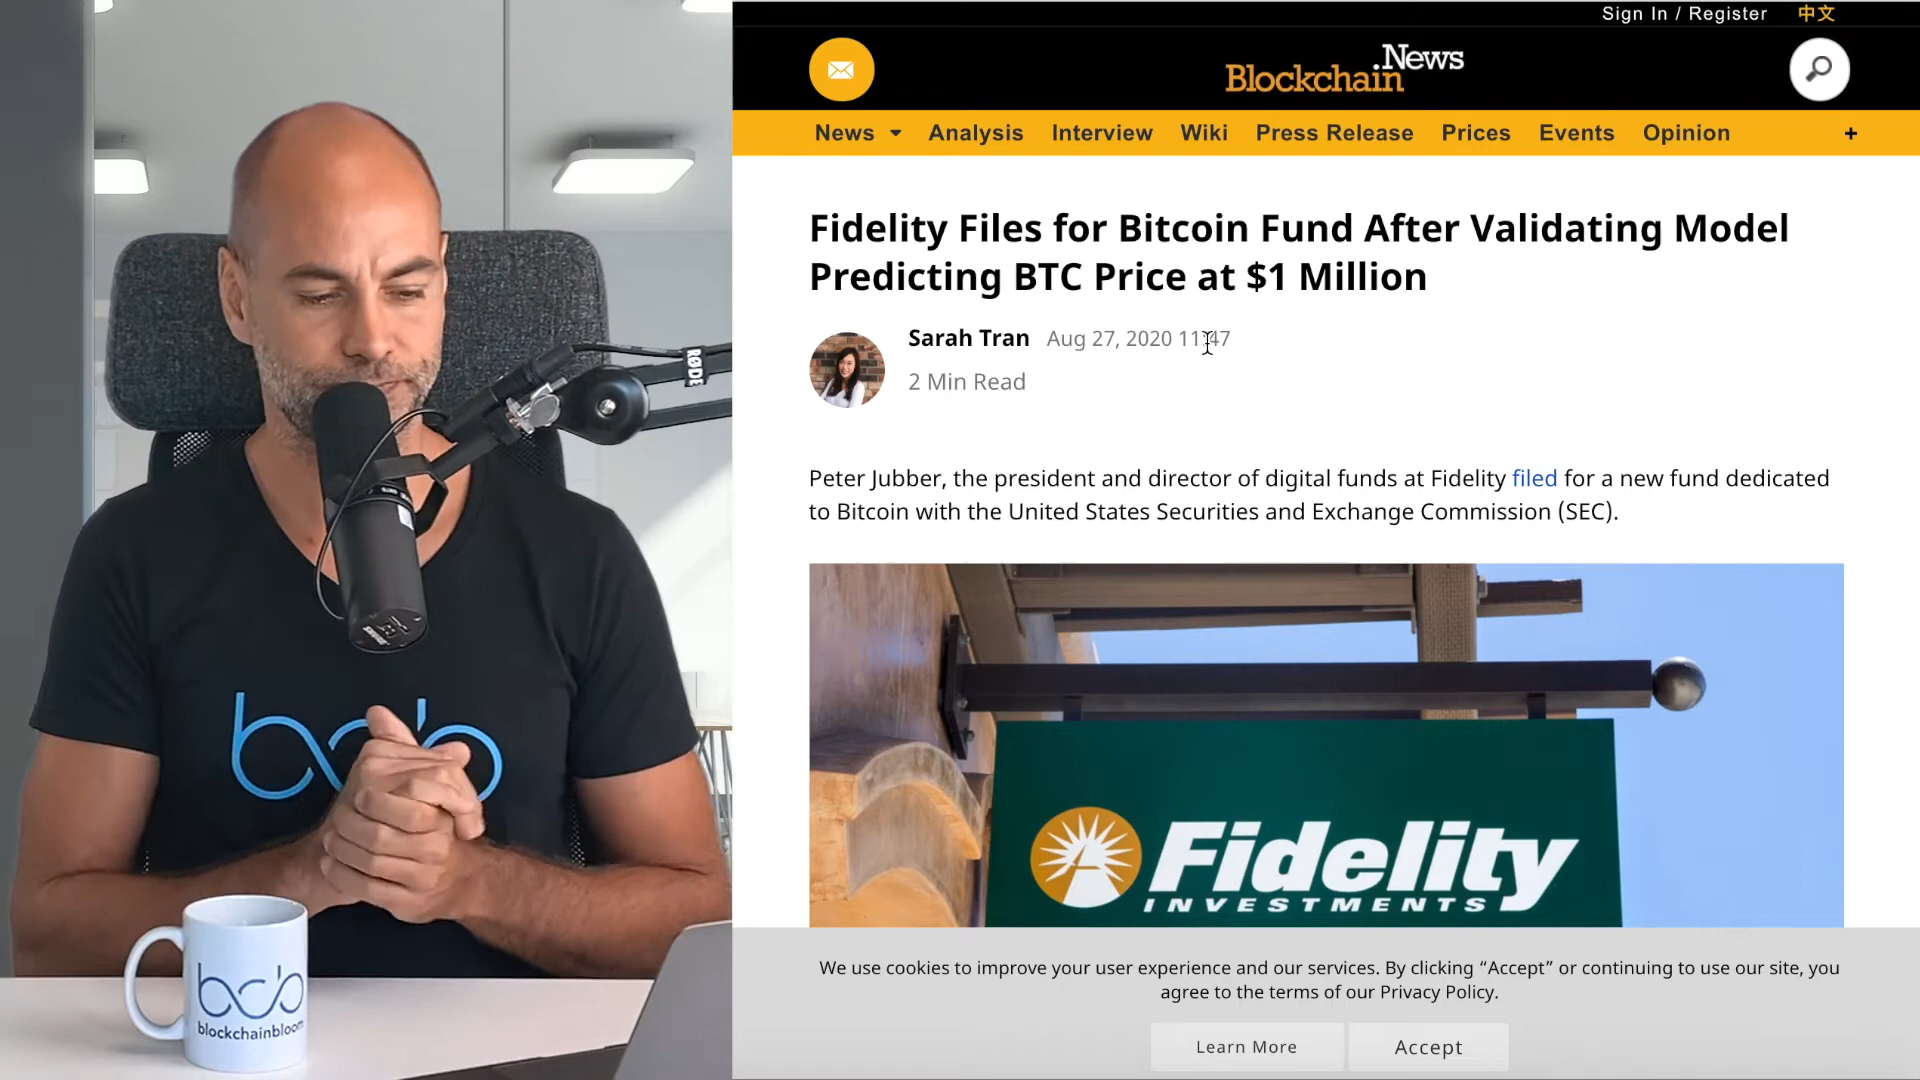 Sign In / Register 中文
Blockchain.News
News Analysis Interview Wiki Press Release Prices Events Opinion +
Fidelity Files for Bitcoin Fund After Validating Model
Predicting BTC Price at $1 Million
Sarah Tran Aug 27, 2020 11:47
2 Min Read
Peter Jubber, the president and director of digital funds at Fidelity filed for a new fund dedicated
to Bitcoin with the United States Securities and Exchange Commission (SEC).
Fidelity
INVESTMENTS
We use cookies to improve your user experience and our services. By clicking “Accept” or continuing to use our site, you
agree to the terms of our Privacy Policy.
Learn More Accept
RØDE
bcb
bcb
blockchainbloom